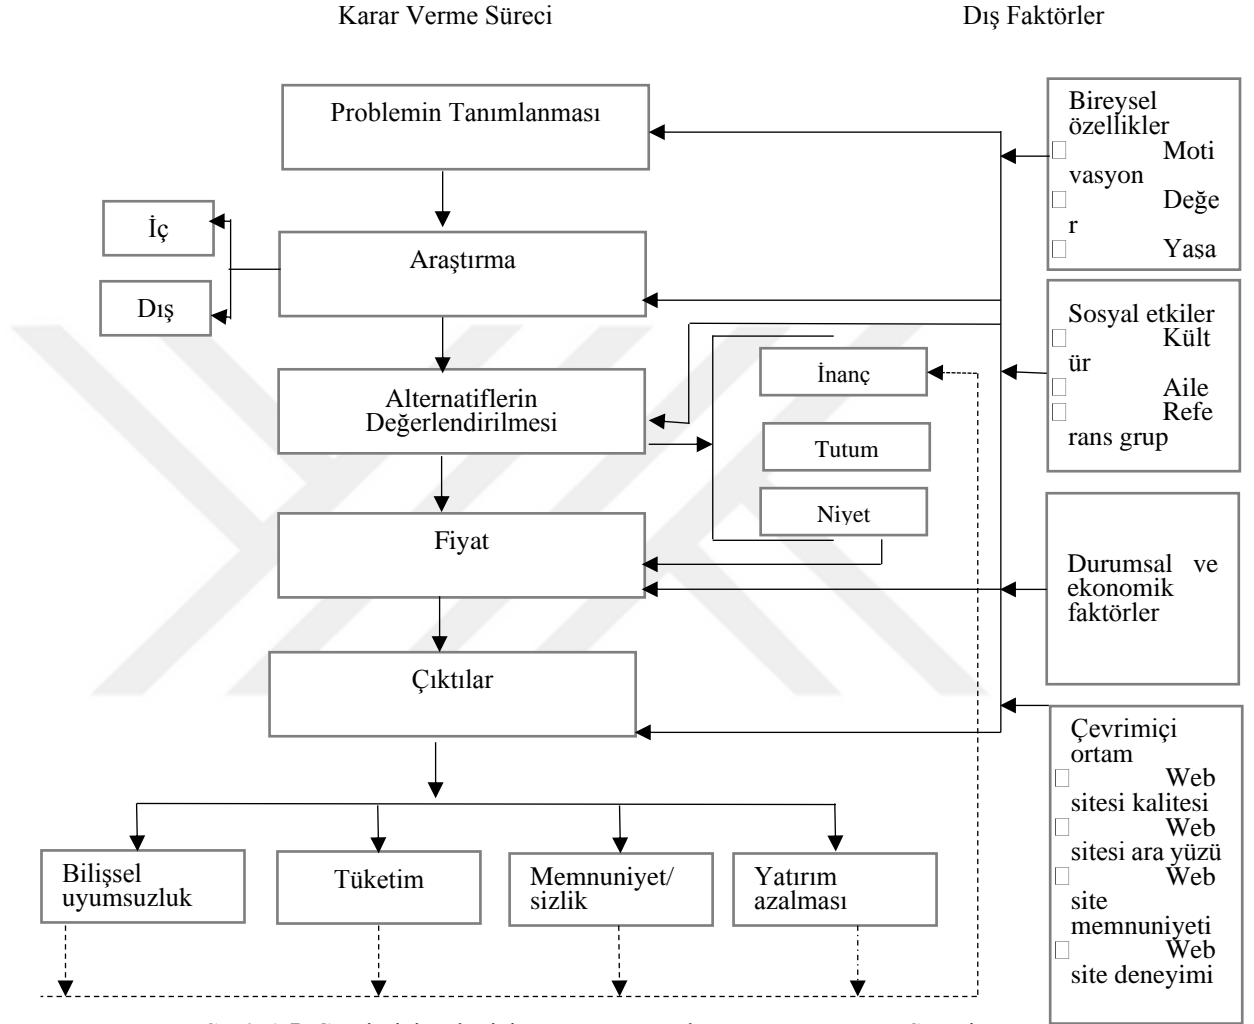 Karar Verme Süreci
Dış Faktörler
Problemin Tanımlanması
İç
Araştırma
Dış
Alternatiflerin
Değerlendirilmesi
İnanç
Tutum
Niyet
Fiyat
Çıktılar
Bilişsel
uyumsuzluk
Tüketim
Memnuniyet/
sizlik
Yatırım
azalması
Bireysel
özellikler
Moti
vasyon
Değe
r
Yaşa
Sosyal etkiler
Kült
ür
Aile
Refe
rans grup
Durumsal ve
ekonomik
faktörler
Çevrimiçi
ortam
Web
sitesi kalitesi
Web
sitesi ara yüzü
Web
site
memnuniyeti
Web
site deneyimi